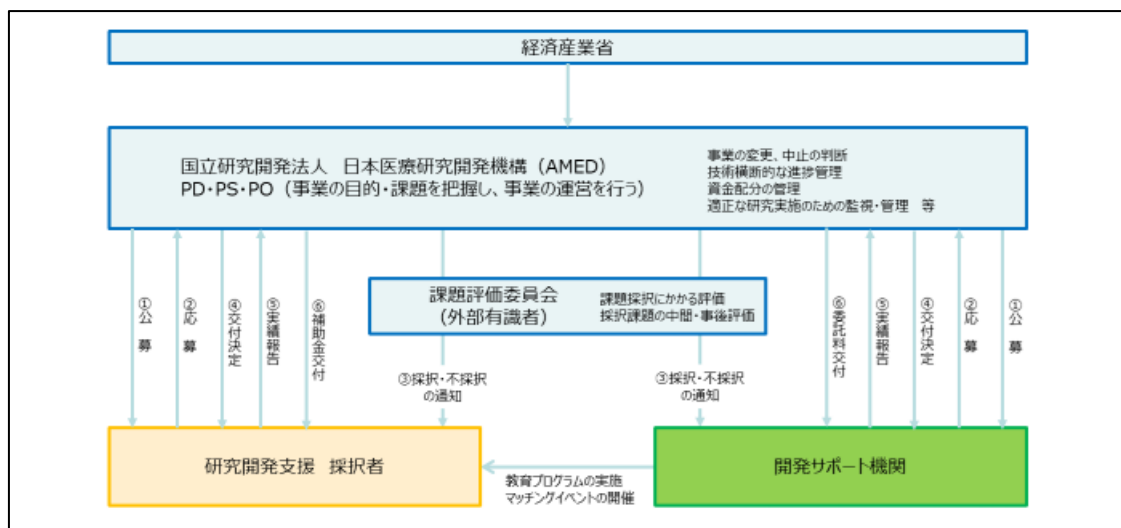 経済産業省
国立研究開発法人　日本医療研究開発機構（AMED）
PD・PS・PO（事業の目的・課題を把握し、事業の運営を行う）
事業の変更、中止の判断
技術横断的な進捗管理
資金配分の管理
適正な研究実施のための監視・管理　等
①公　募
②応　募
④交付決定
⑤実績報告
⑥補助金交付
課題評価委員会
（外部有識者）
課題採択にかかる評価
採択課題の中間・事後評価
③採択・不採択
の通知
③採択・不採択
の通知
⑥委託料交付
⑤実績報告
④交付決定
②応　募
①公　募
研究開発支援　採択者
教育プログラムの実施
マッチングイベントの開催
開発サポート機関